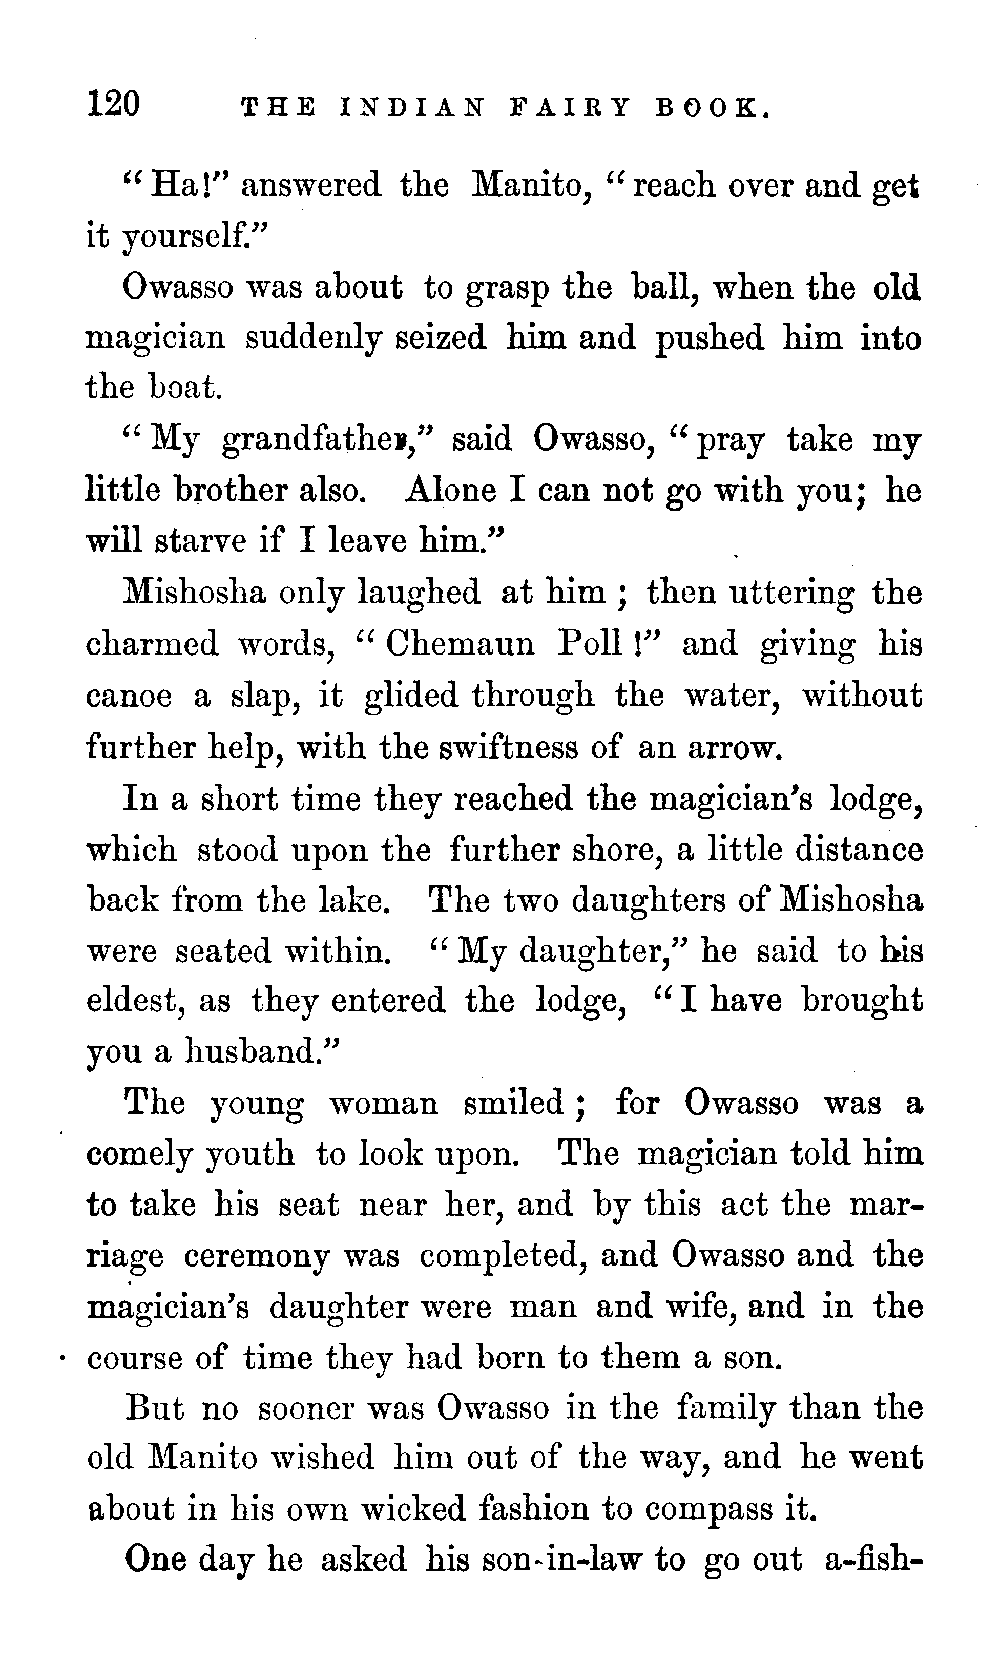 120 THE INDIAN FAIRY BOOK.
“Ha!” answered the Manito, “reach over and get
it yourself.”
Owasso was about to grasp the ball, when the old
magician suddenly seized him and pushed him into
the boat.
“My grandfather,” said Owasso, “pray take my
little brother also. Alone I can not go with you; he
will starve if I leave him.”
Mishosha only laughed at him; then uttering the
charmed words, “Chemaun Poll!” and giving his
canoe a slap, it glided through the water, without
further help, with the swiftness of an arrow.
In a short time they reached the magician's lodge,
which stood upon the further shore, a little distance
back from the lake. The two daughters of Mishosha
were seated within. “My daughter,” he said to his
eldest, as they entered the lodge, “I have brought
you a husband.”
The young woman smiled; for Owasso was a
comely youth to look upon. The magician told him
to take his seat near her, and by this act the mar-
riage ceremony was completed, and Owasso and the
magician's daughter were man and wife, and in the
course of time they had born to them a son.
But no sooner was Owasso in the family than the
old Manito wished him out of the way, and he went
about in his own wicked fashion to compass it.
One day he asked his son-in-law to go out a-fish-